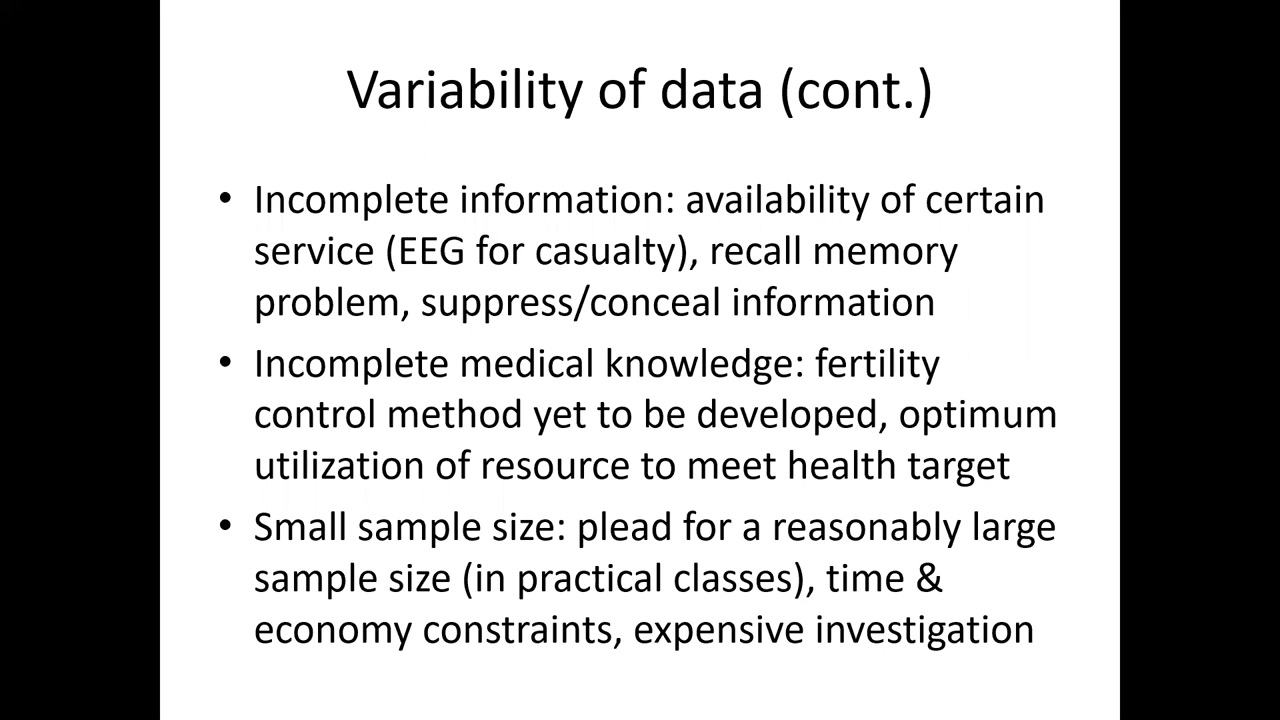 Variability of data (cont.)
• Incomplete information: availability of certain
service (EEG for casualty), recall memory
problem, suppress/conceal information
• Incomplete medical knowledge: fertility
control method yet to be developed, optimum
utilization of resource to meet health target
• Small sample size: plead for a reasonably large
sample size (in practical classes), time &
economy constraints, expensive investigation